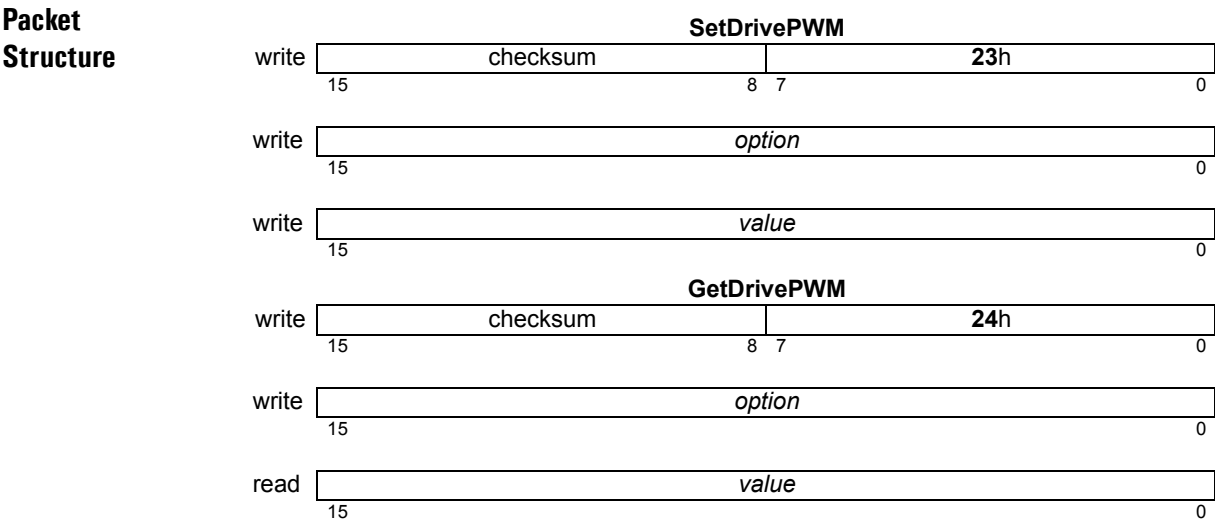 Packet
Structure
SetDrivePWM
write checksum 23h
15 8 7 0
write option
15 0
write value
15 0
GetDrivePWM
write checksum 24h
15 8 7 0
write option
15 0
read value
15 0